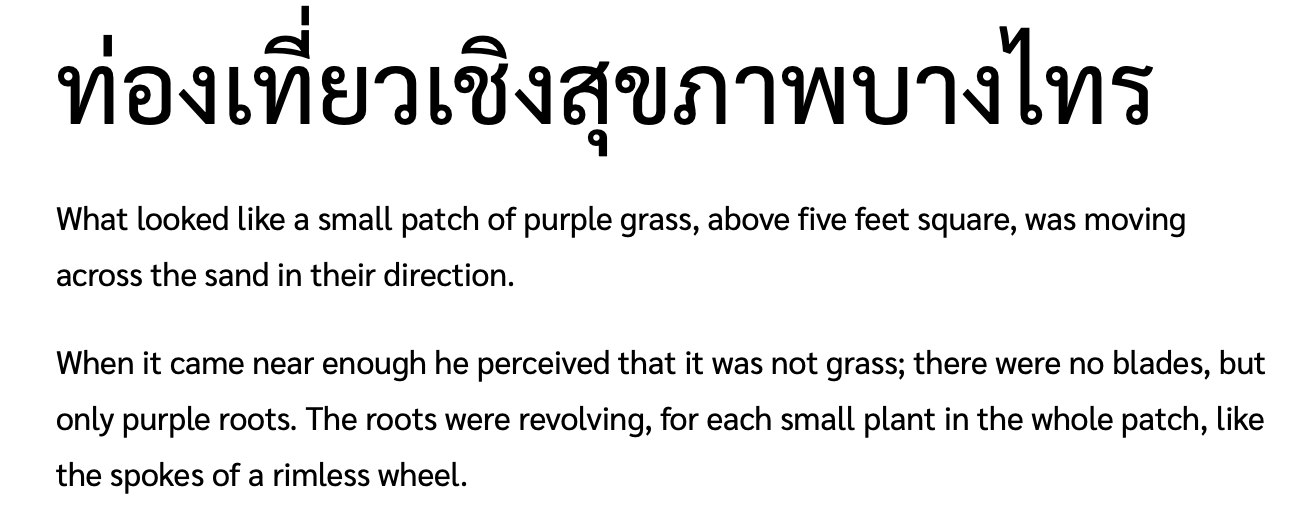 ท่องเที่ยวเชิงสุขภาพบางไทร
What looked like a small patch of purple grass, above five feet square, was moving
across the sand in their direction.
When it came near enough he perceived that it was not grass; there were no blades, but
only purple roots. The roots were revolving, for each small plant in the whole patch, like
the spokes of a rimless wheel.